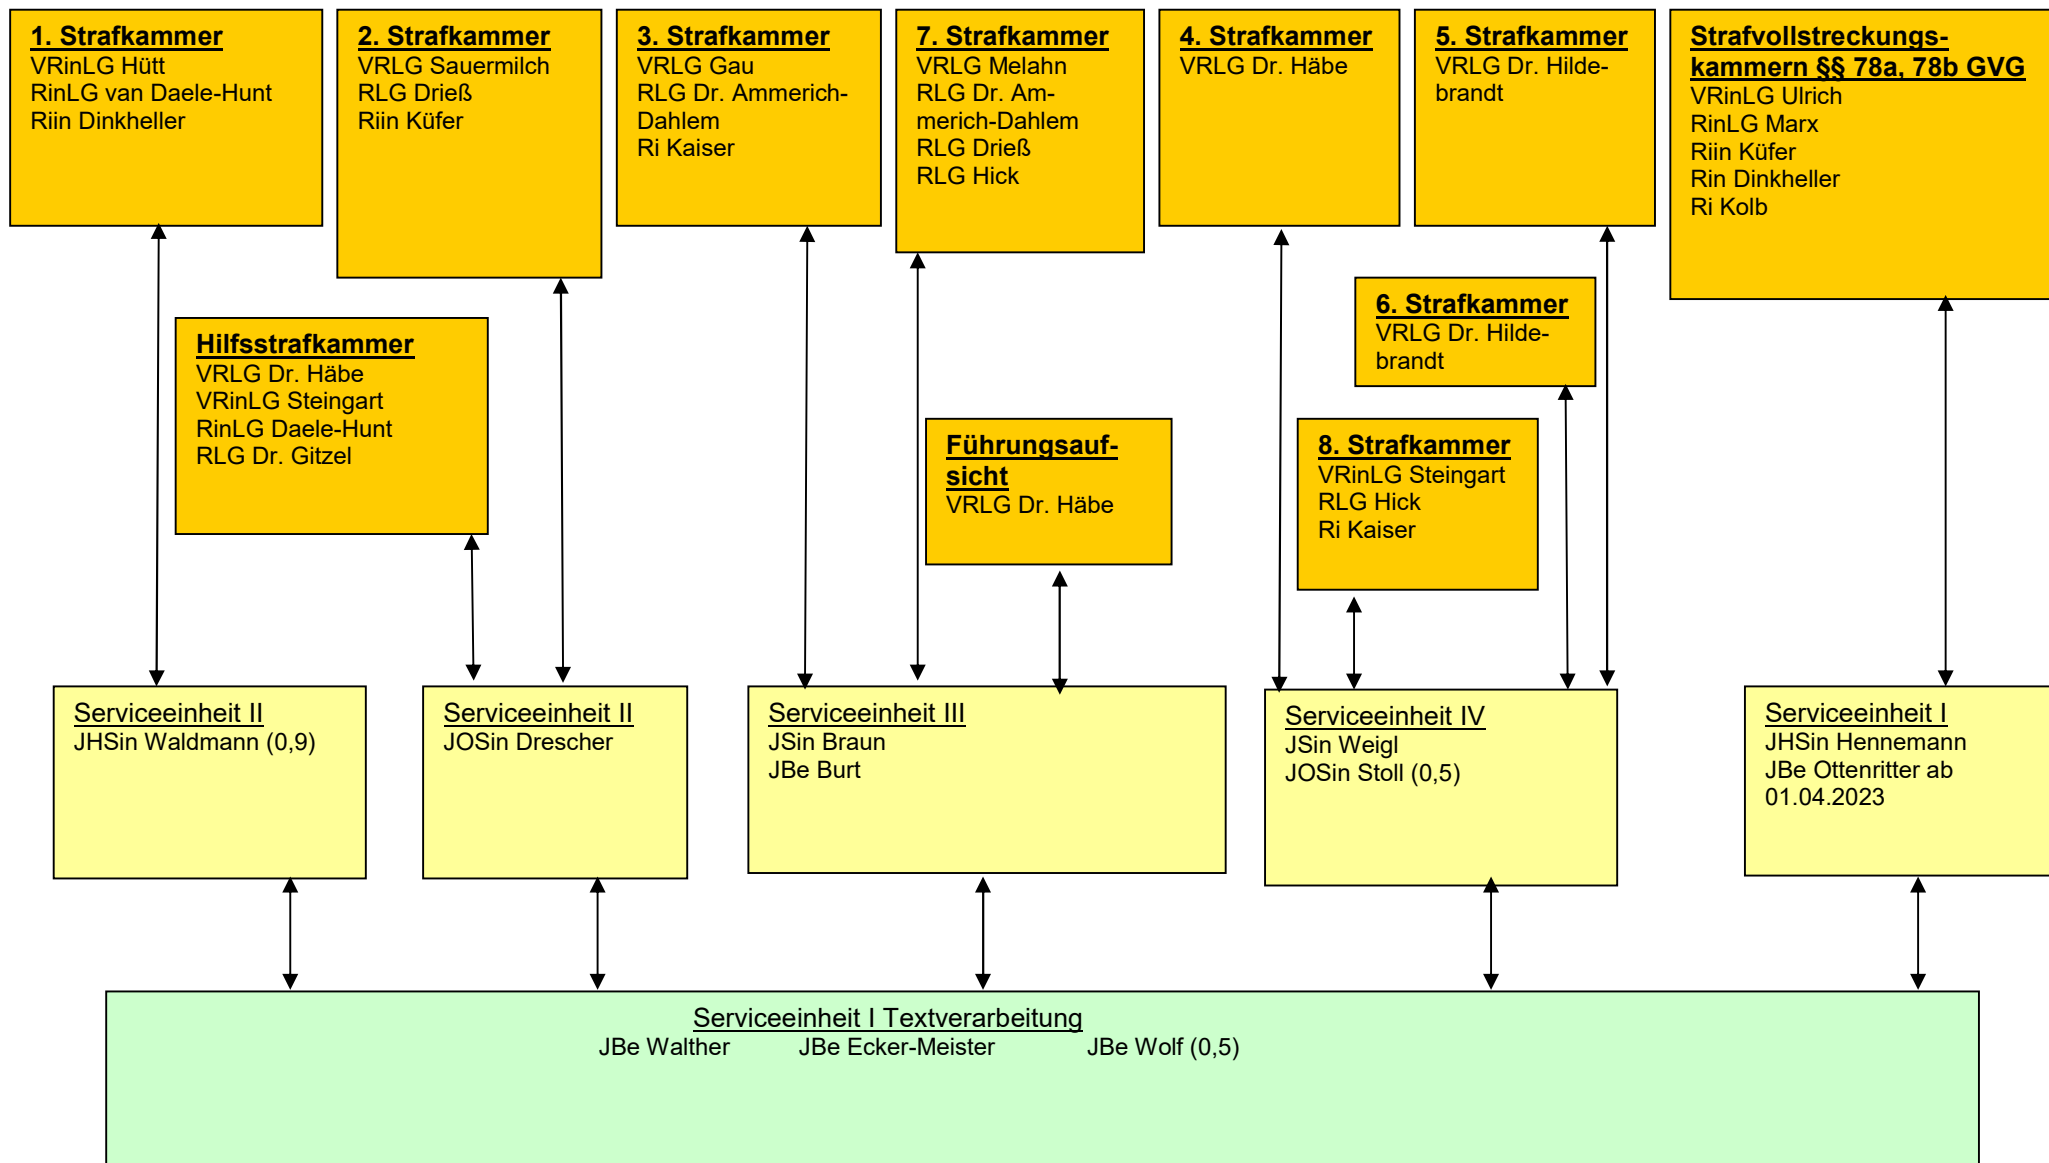 1. Strafkammer
VRinLG Hütt
RinLG van Daele-Hunt
Riin Dinkheller
2. Strafkammer
VRLG Sauermilch
RLG Drieß
Riin Küfer
3. Strafkammer
VRLG Gau
RLG Dr. Ammerich-
Dahlem
Ri Kaiser
7. Strafkammer
VRLG Melahn
RLG Dr. Am-
merich-Dahlem
RLG Drieß
RLG Hick
4. Strafkammer
VRLG Dr. Häbe
5. Strafkammer
VRLG Dr. Hilde-
brandt
Strafvollstreckungs-
kammern §§ 78a, 78b GVG
VRinLG Ulrich
RinLG Marx
Riin Küfer
Rin Dinkheller
Ri Kolb
Hilfsstrafkammer
VRLG Dr. Häbe
VRinLG Steingart
RinLG Daele-Hunt
RLG Dr. Gitzel
Führungsauf-
sicht
VRLG Dr. Häbe
6. Strafkammer
VRLG Dr. Hilde-
brandt
8. Strafkammer
VRinLG Steingart
RLG Hick
Ri Kaiser
Serviceeinheit II
JHSin Waldmann (0,9)
Serviceeinheit II
JOSin Drescher
Serviceeinheit III
JSin Braun
JBe Burt
Serviceeinheit IV
JSin Weigl
JOSin Stoll (0,5)
Serviceeinheit I
JHSin Hennemann
JBe Ottenritter ab
01.04.2023
Serviceeinheit I Textverarbeitung
JBe Walther JBe Ecker-Meister JBe Wolf (0,5)